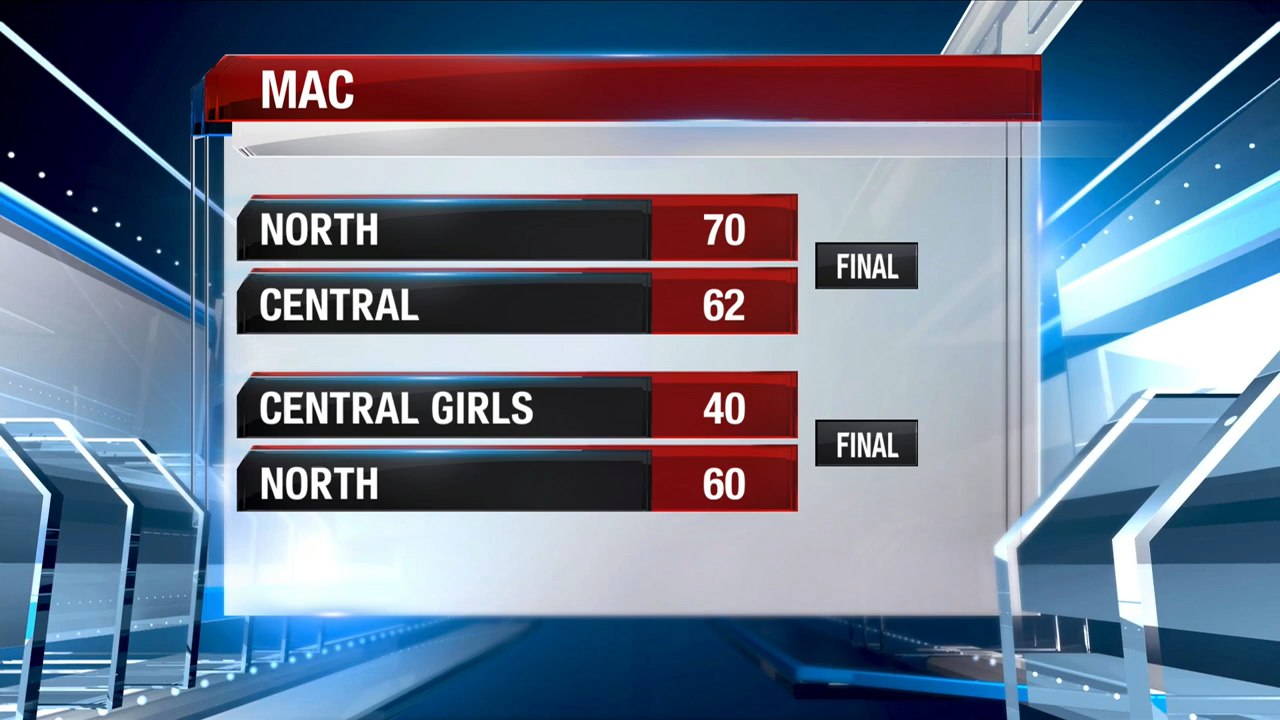 MAC
NORTH 70
CENTRAL 62
FINAL
CENTRAL GIRLS 40
NORTH 60
FINAL